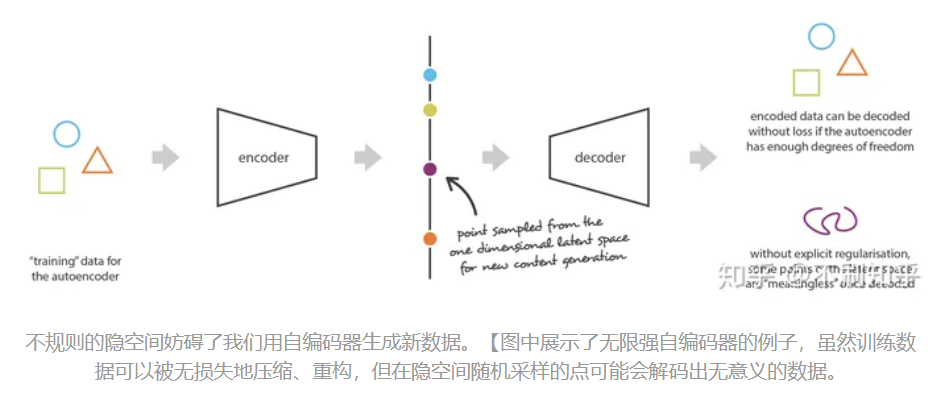 "training" data for
the autoencoder
encoder
point sampled from the
one dimensional latent space
for new content generation
decoder
encoded data can be decoded
without loss if the autoencoder
has enough degrees of freedom
without explicit regularisation,
some points of the latent space
are "meaningless" once decoded
知乎
不规则的隐空间妨碍了我们用自编码器生成新数据。【图中展示了无限强自编码器的例子，虽然训练数
据可以被无损失地压缩、重构，但在隐空间随机采样的点可能会解码出无意义的数据。